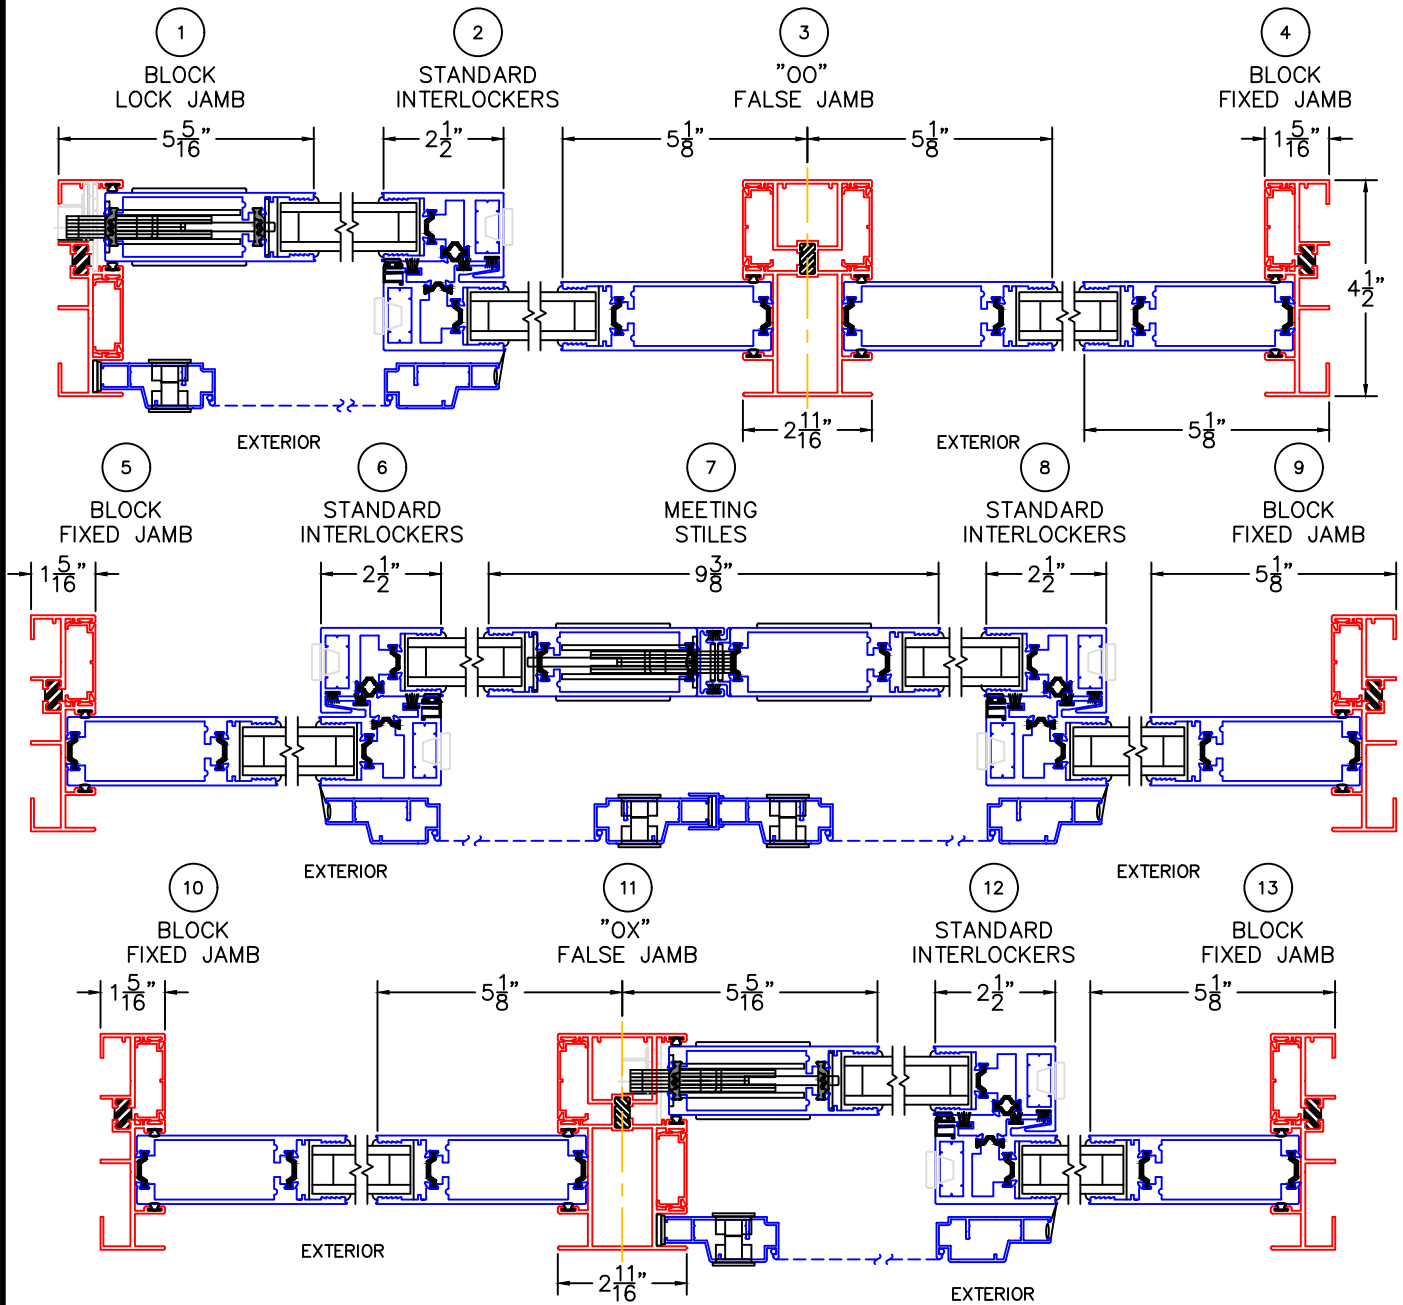 1 2 3 4
BLOCK
LOCK JAMB
STANDARD
INTERLOCKERS
"OO"
FALSE JAMB
BLOCK
FIXED JAMB
5 5/16" 2 1/2" 5 1/8" 5 1/8" 1 5/16"
4 1/2"
2 11/16" 5 1/8"
EXTERIOR EXTERIOR
5 6 7 8 9
BLOCK
FIXED JAMB
STANDARD
INTERLOCKERS
MEETING
STILES
STANDARD
INTERLOCKERS
BLOCK
FIXED JAMB
1 5/16" 2 1/2" 9 3/8" 2 1/2" 5 1/8"
EXTERIOR EXTERIOR
10 11 12 13
BLOCK
FIXED JAMB
"OX"
FALSE JAMB
STANDARD
INTERLOCKERS
BLOCK
FIXED JAMB
1 5/16" 5 1/8" 5 5/16" 2 1/2" 5 1/8"
EXTERIOR
2 11/16"
EXTERIOR